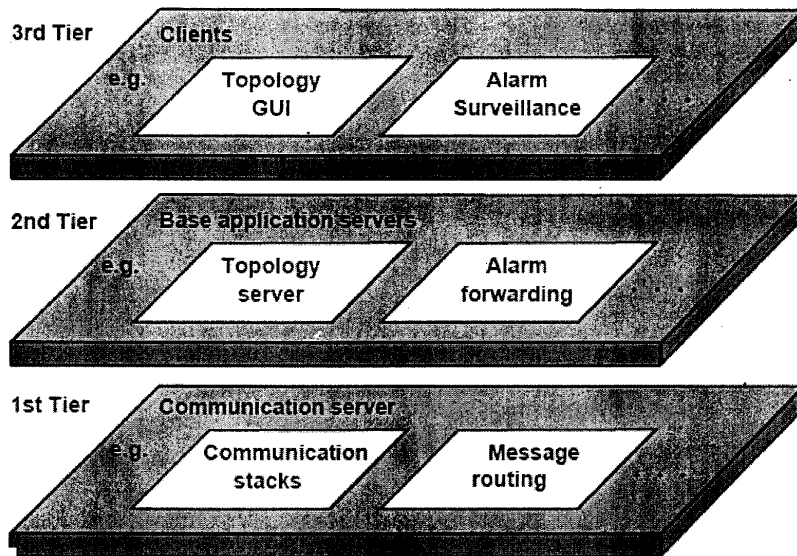 3rd Tier
Clients
e.g.
Topology
GUI
Alarm
Surveillance
2nd Tier
Base application servers
e.g.
Topology
server
Alarm
forwarding
1st Tier
Communication server
e.g.
Communication
stacks
Message
routing